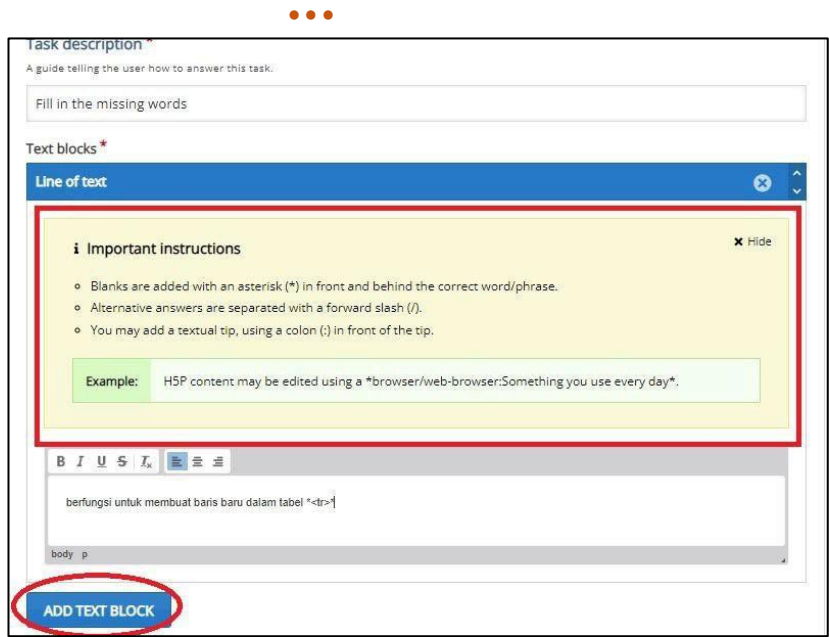 Task description *
A guide telling the user how to answer this task.
Fill in the missing words
Text blocks *
Line of text
i Important instructions
Hide
Blanks are added with an asterisk (*) in front and behind the correct word/phrase.
Alternative answers are separated with a forward slash (/).
You may add a textual tip, using a colon (:) in front of the tip.
Example: H5P content may be edited using a *browser/web-browser:Something you use every day*.
B I U S Ix
berfungsi untuk membuat baris baru dalam tabel *<tr>*
body p
ADD TEXT BLOCK